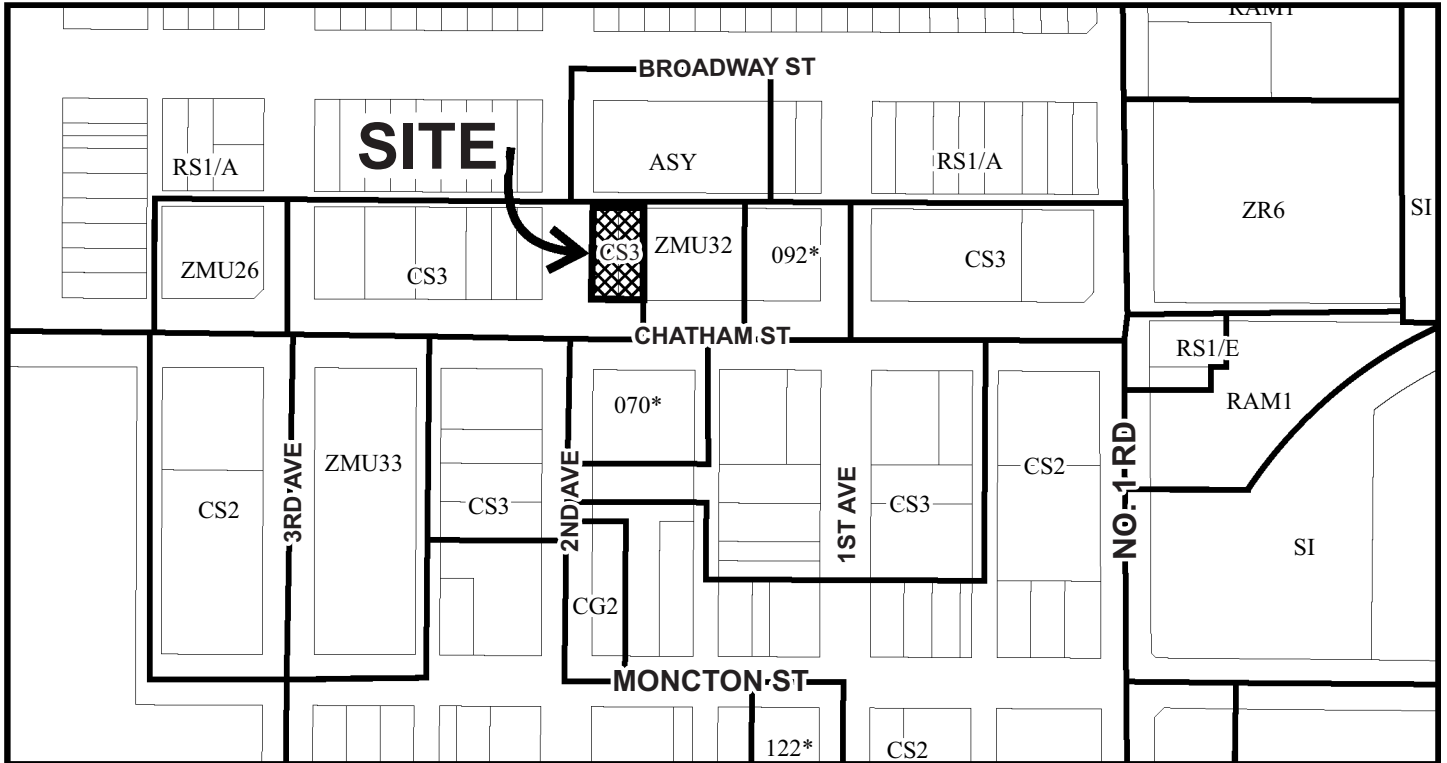 RAM1
BROADWAY ST
SITE
RS1/A
ASY
RS1/A
ZR6
SI
ZMU26
CS3
CS3
ZMU32
092*
CS3
CHATHAM ST
RS1/E
070*
RAM1
3RD AVE
ZMU33
2ND AVE
1ST AVE
CS2
NO. 1 RD
CS2
CS3
CS3
SI
CG2
MONCTON ST
122*
CS2